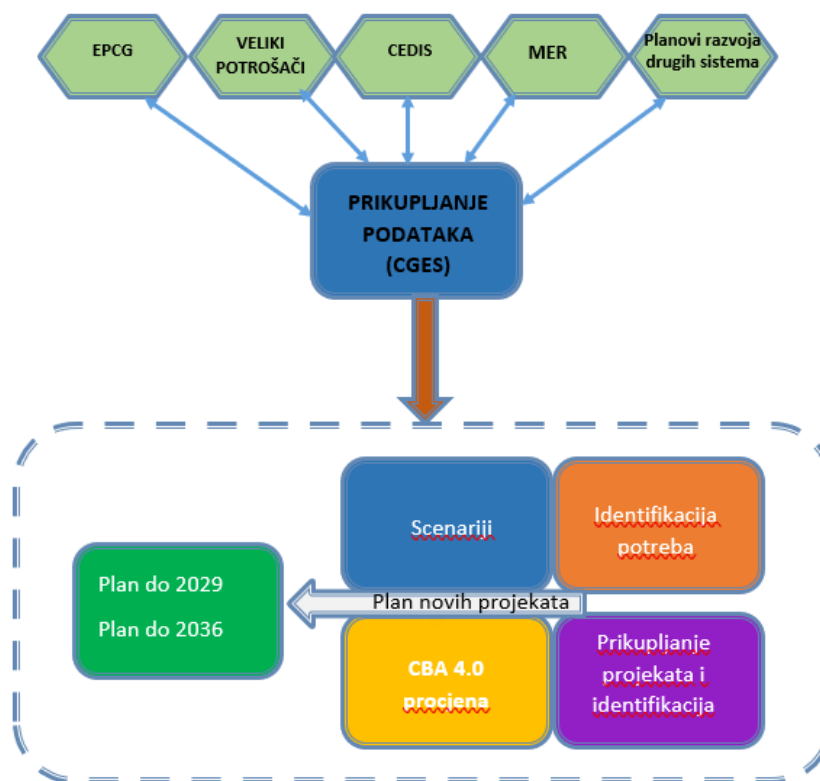 EPCG
VELIKI
POTROŠAČI
CEDIS
MER
Planovi razvoja
drugih sistema
PRIKUPLJANJE
PODATAKA
(CGES)
Scenariji
Identifikacija
potreba
Plan do 2029
Plan do 2036
Plan novih projekata
CBA 4.0
procjena
Prikupljanje
projekata i
identifikacija